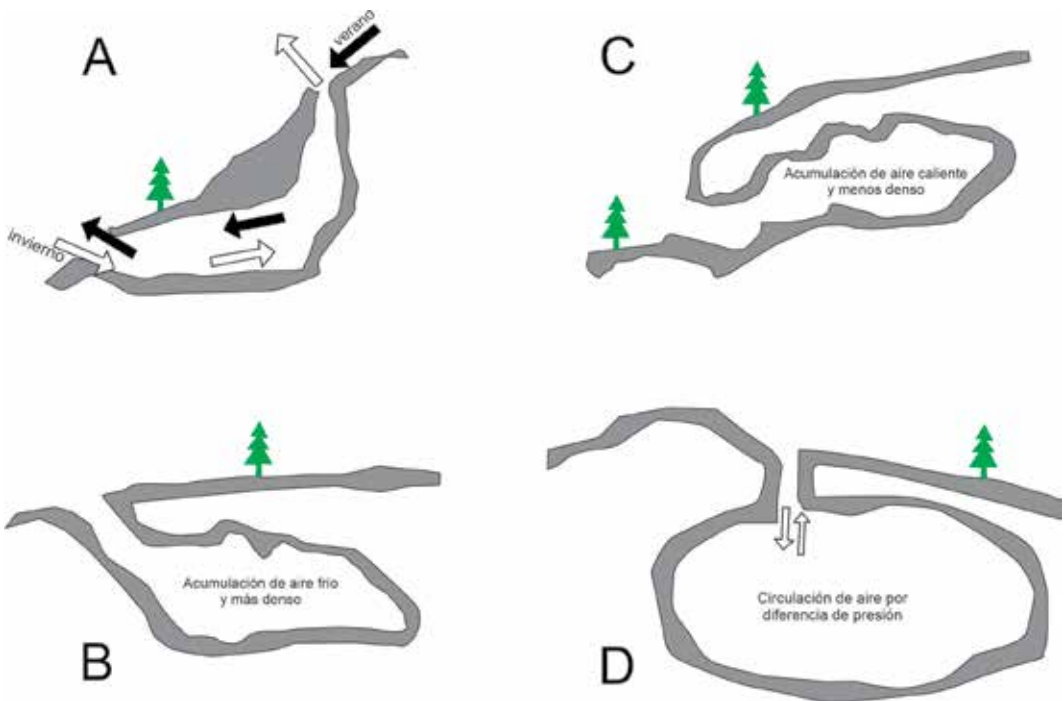 A
verano
invierno
C
Acumulación de aire caliente
y menos denso
B
Acumulación de aire frío
y más denso
D
Circulación de aire por
diferencia de presión